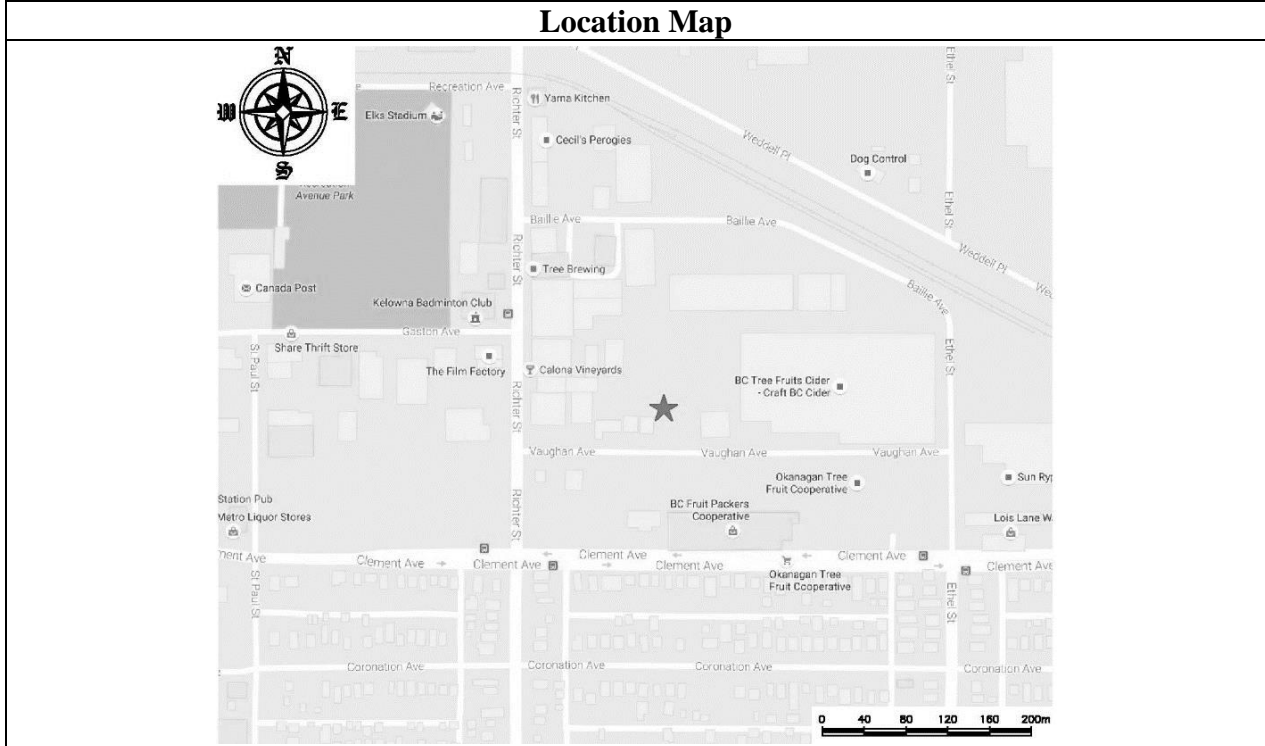 Location Map
N
W
E
S
Recreation Ave
Richter St
Yama Kitchen
Ethel St
Elks Stadium
Cecil's Perogies
Weddell Pl
Dog Control
Avenue Park
Ethel St
Baillie Ave
Baillie Ave
Richter St
Weddell Pl
Tree Brewing
Canada Post
Baillie Ave
Kelowna Badminton Club
Gaston Ave
Share Thrift Store
St Paul St
The Film Factory
Calona Vineyards
Ethel St
Richter St
BC Tree Fruits Cider
- Craft BC Cider
Vaughan Ave
Vaughan Ave
Vaughan Ave
Okanagan Tree
Fruit Cooperative
Sun Ryp
Station Pub
Metro Liquor Stores
Richter St
BC Fruit Packers
Cooperative
Lois Lane W
ment Ave
Clement Ave
Clement Ave
Clement Ave
Clement Ave
Clement Ave
Clement Ave
Okanagan Tree
Fruit Cooperative
St Paul St
Ethel St
Coronation Ave
Coronation Ave
Coronation Ave
Coronation Ave
0 40 80 120 160 200m